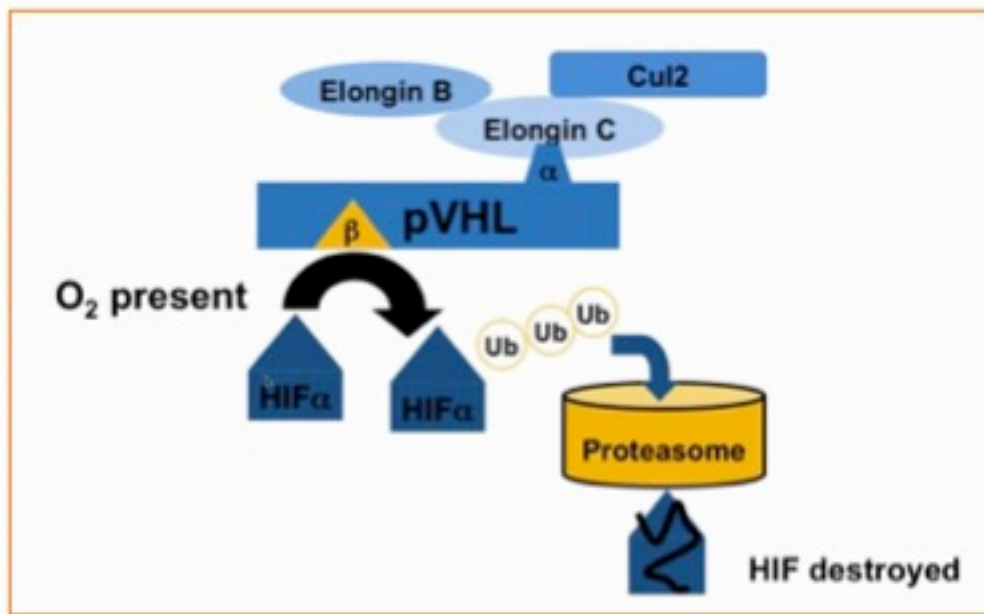 Elongin B
Cul2
Elongin C
α
β
pVHL
O₂ present
Ub
Ub
Ub
HIFα
HIFα
Proteasome
HIF destroyed